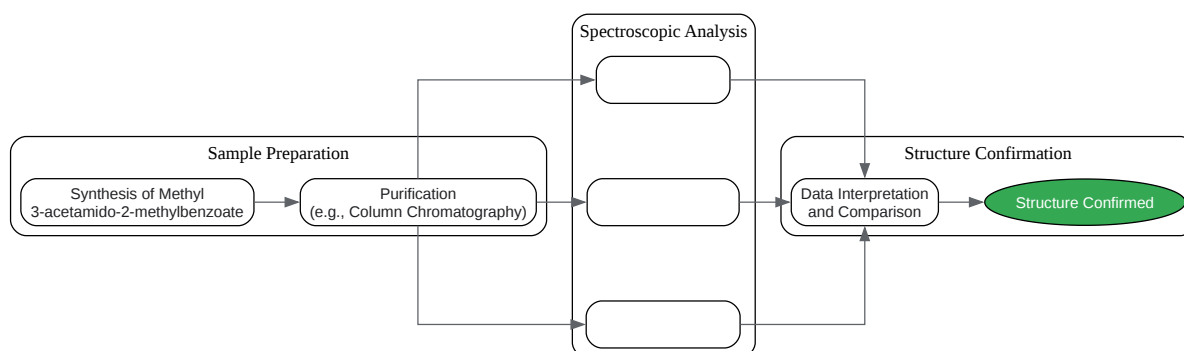 Spectroscopic Analysis
Sample Preparation
Synthesis of Methyl
3-acetamido-2-methylbenzoate
Purification
(e.g., Column Chromatography)
Structure Confirmation
Data Interpretation
and Comparison
Structure Confirmed